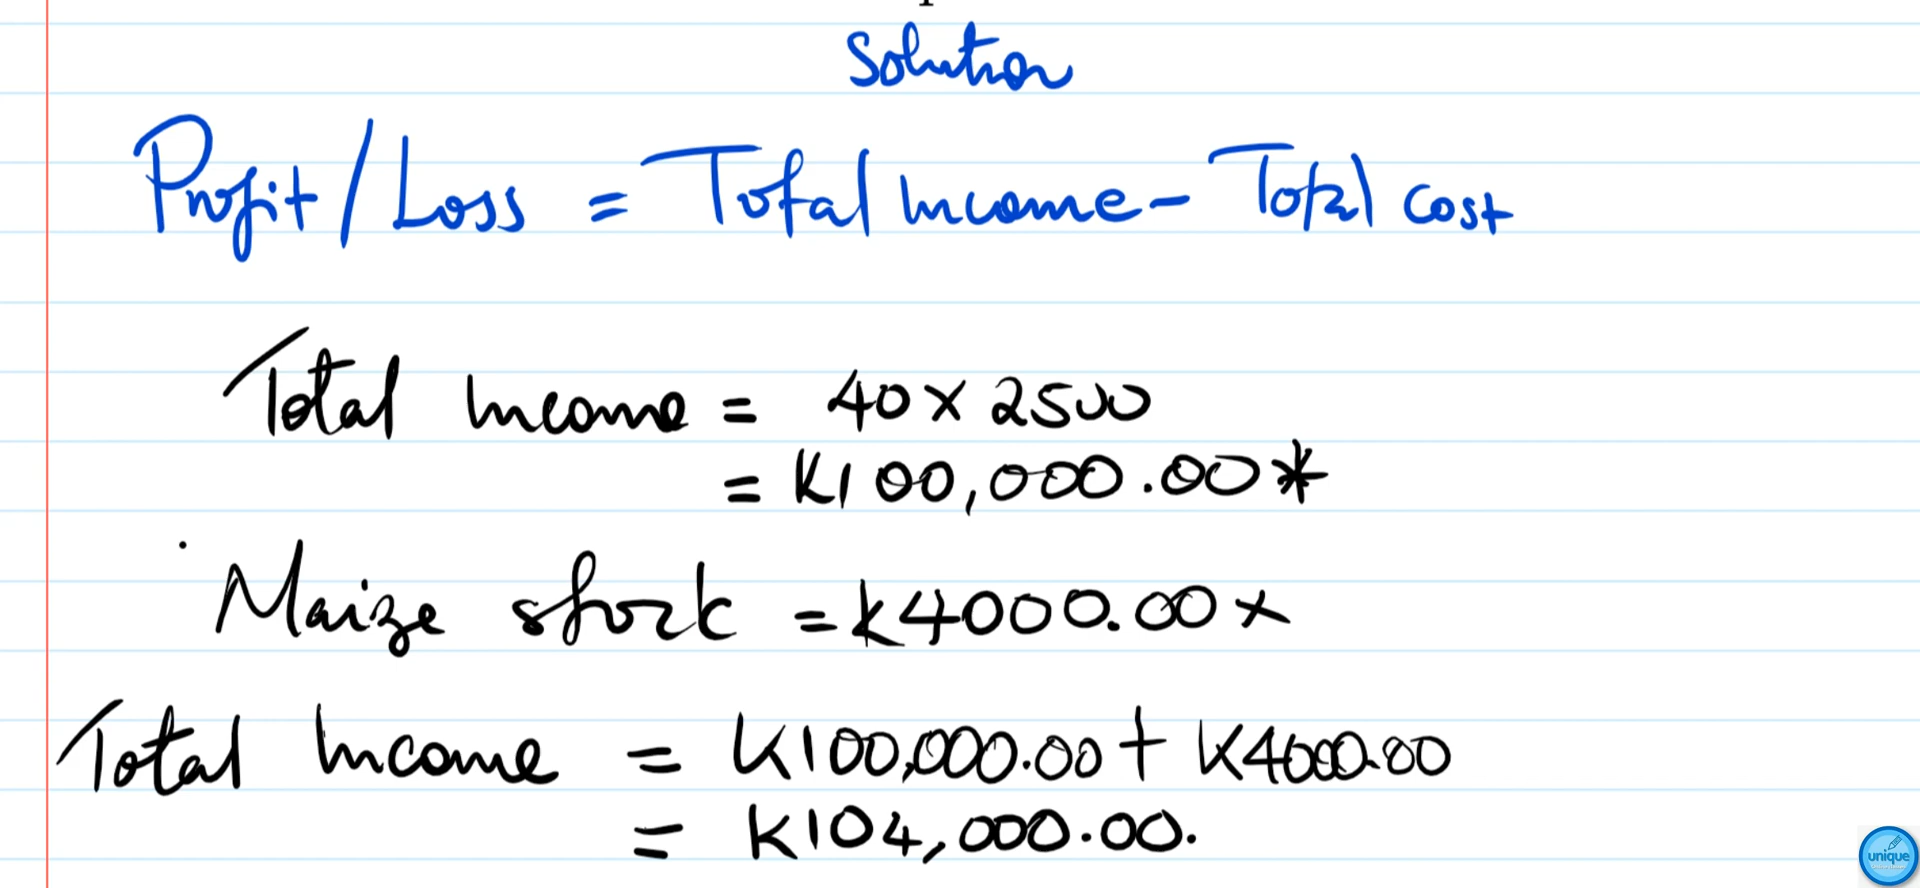 Solution
Profit/Loss = Total Income - Total cost
Total Income = 40 x 2500
= K100,000.00*
Maize stock = K4000.00 x
Total Income = K100,000.00 + K4000.00
= K104,000.00.
unique